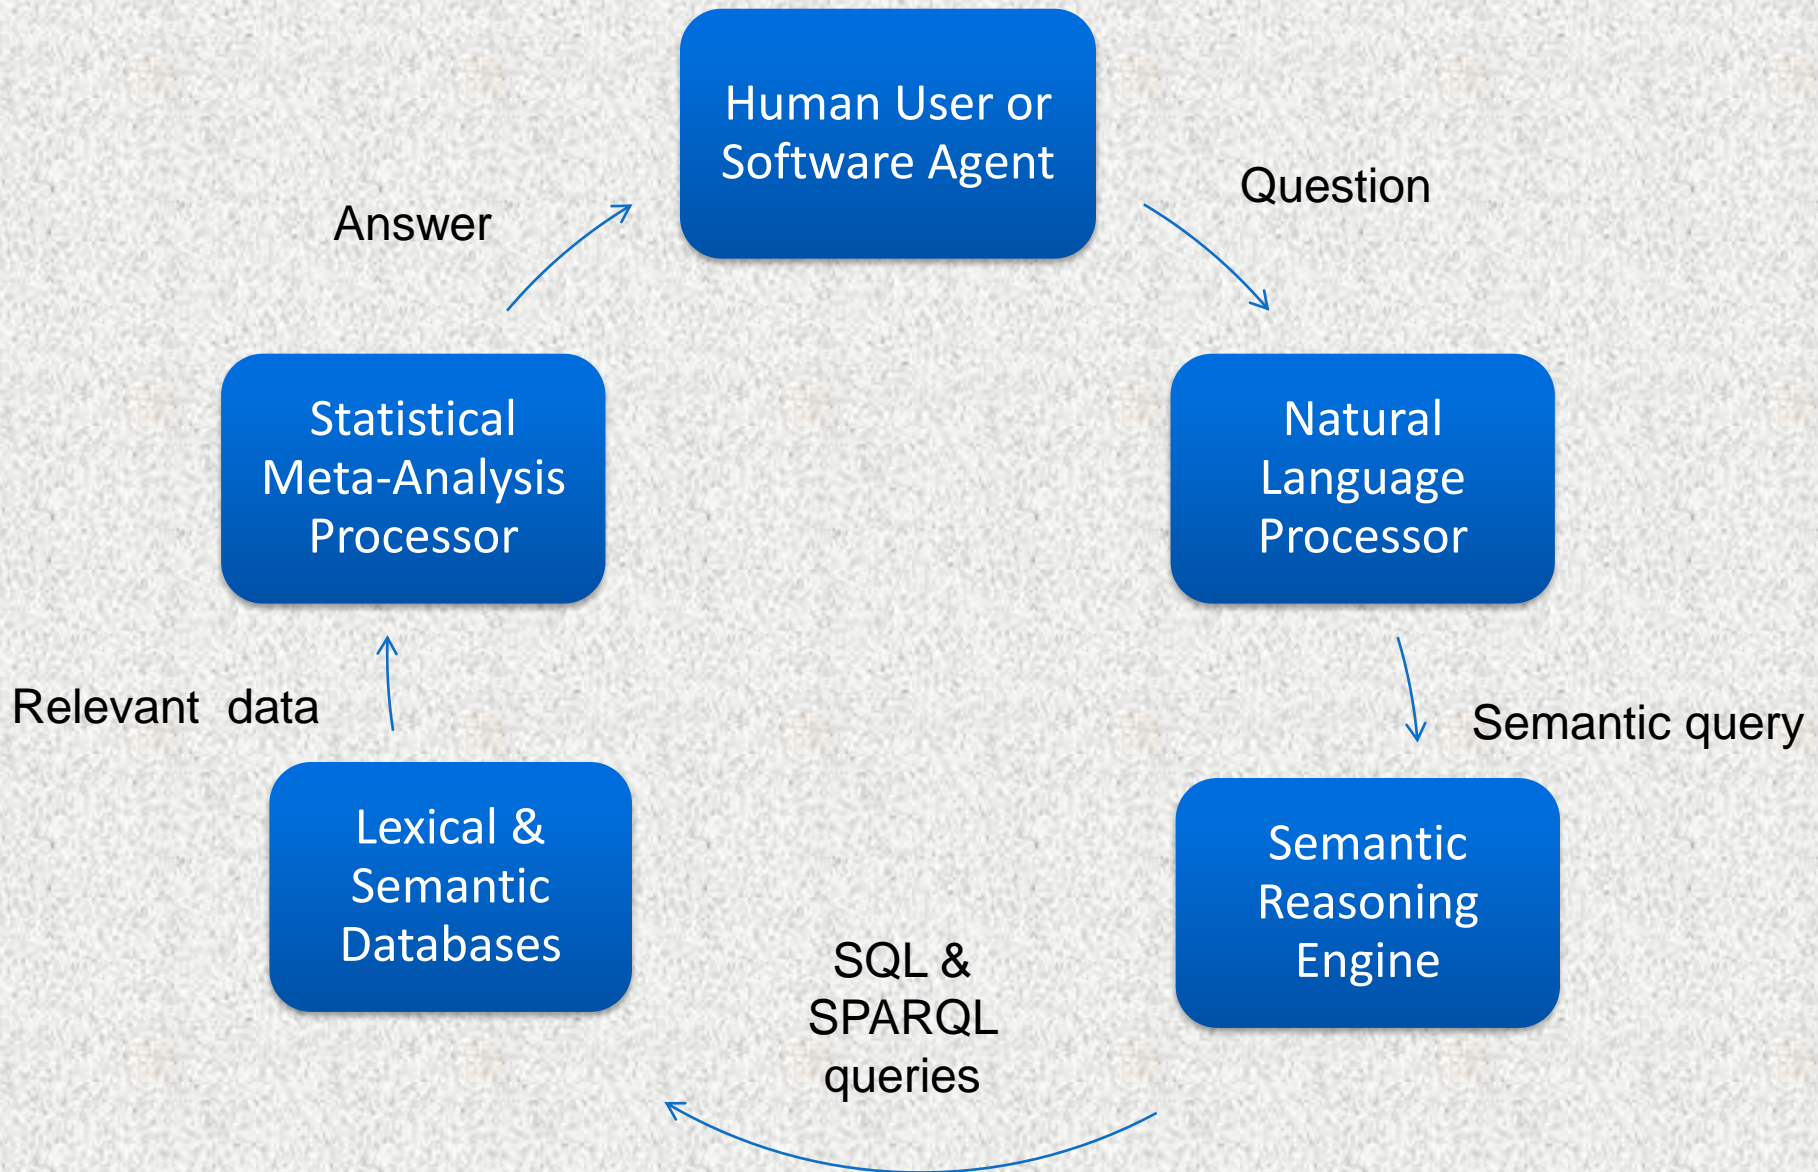 Human User or
Software Agent
Question
Answer
Statistical
Meta-Analysis
Processor
Natural
Language
Processor
Relevant data
Semantic query
Lexical &
Semantic
Databases
Semantic
Reasoning
Engine
SQL &
SPARQL
queries